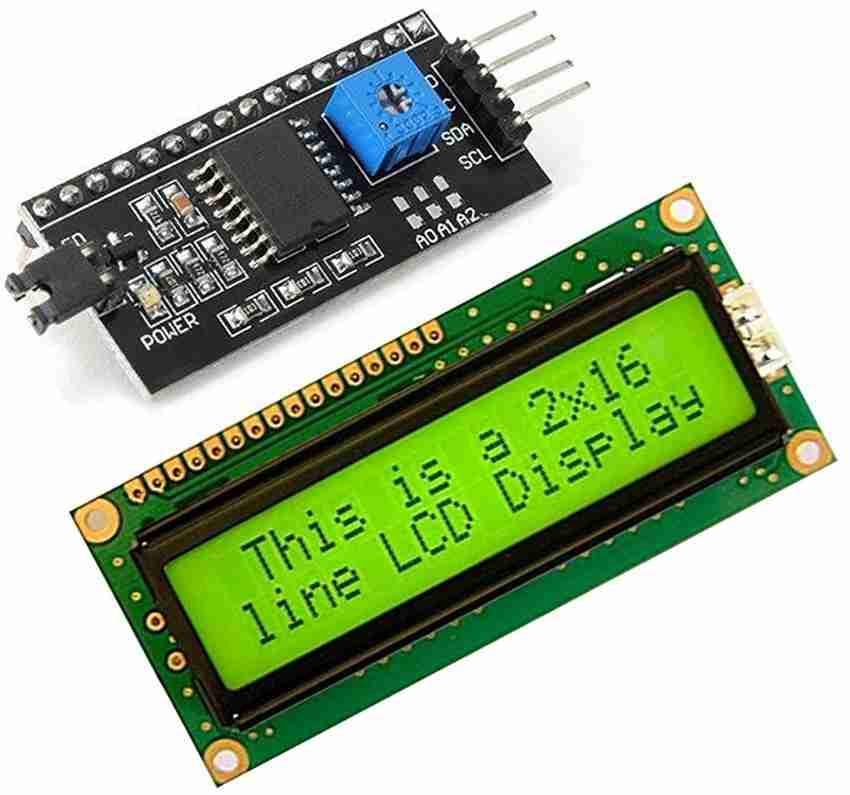 SDA
SCL
A0 A1 A2
POWER
This is a 2x16
line LCD Display